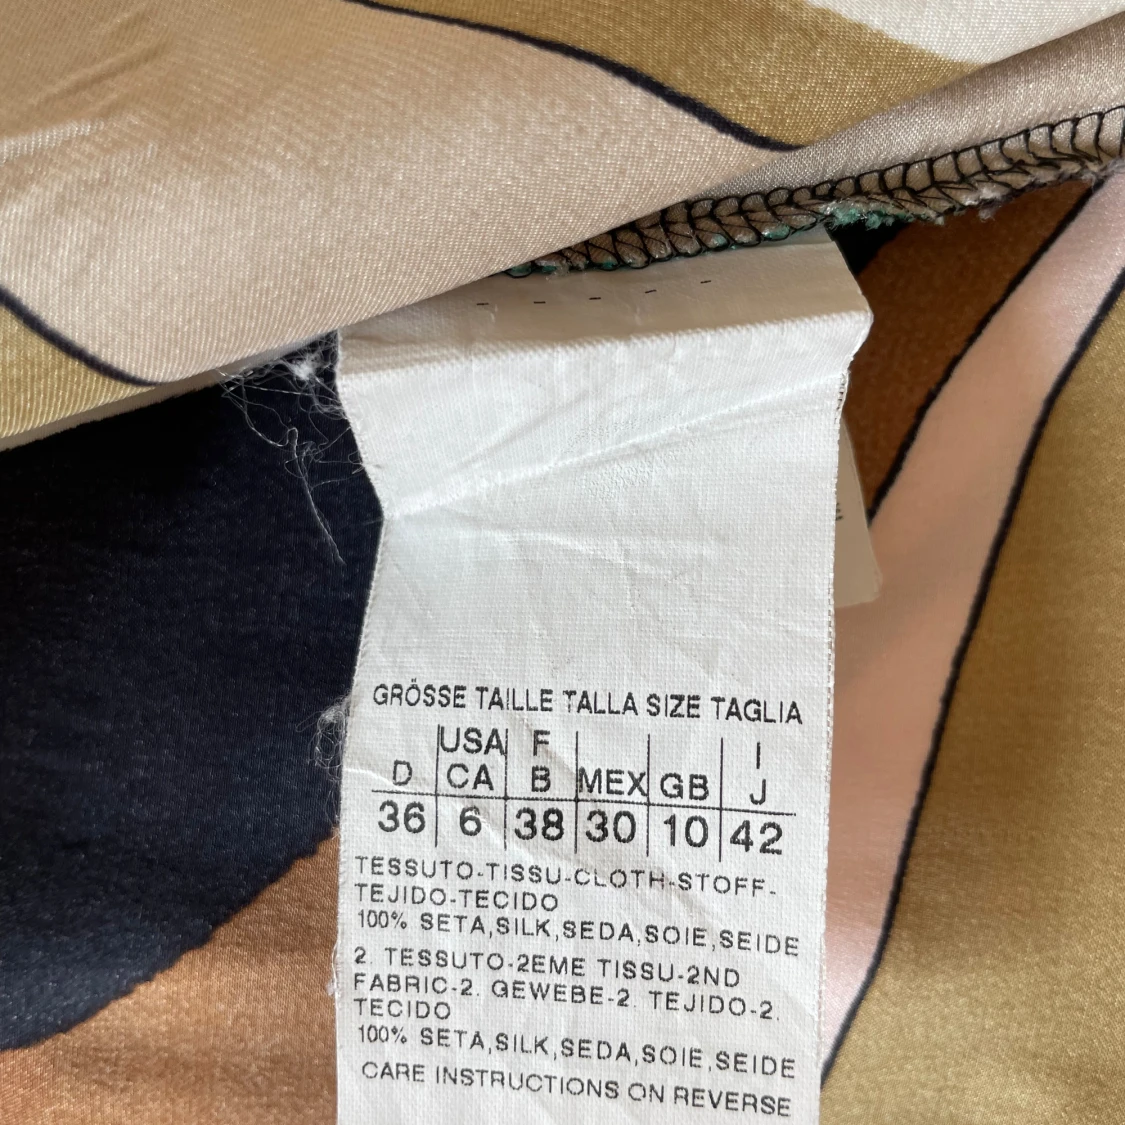 GRÖSSE TAILLE TALLA SIZE TAGLIA
USA F I
D CA B MEX GB J
36 6 38 30 10 42
TESSUTO-TISSU-CLOTH-STOFF-
TEJIDO-TECIDO
100% SETA,SILK,SEDA,SOIE,SEIDE
2. TESSUTO-2EME TISSU-2ND
FABRIC-2. GEWEBE-2. TEJIDO-2.
TECIDO
100% SETA,SILK,SEDA,SOIE,SEIDE
CARE INSTRUCTIONS ON REVERSE